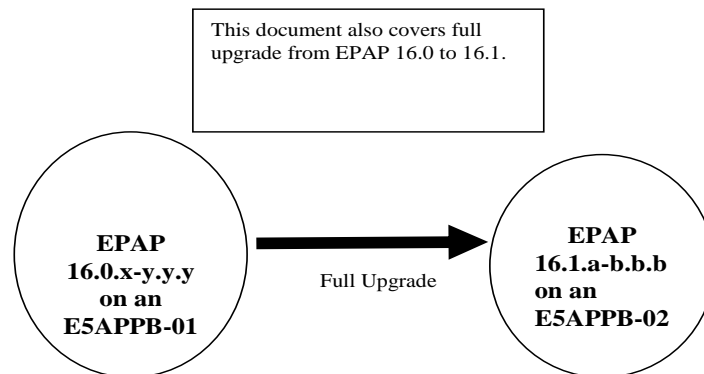 This document also covers full
upgrade from EPAP 16.0 to 16.1.
EPAP
16.0.x-y.y.y
on an
E5APPB-01
Full Upgrade
EPAP
16.1.a-b.b.b
on an
E5APPB-02